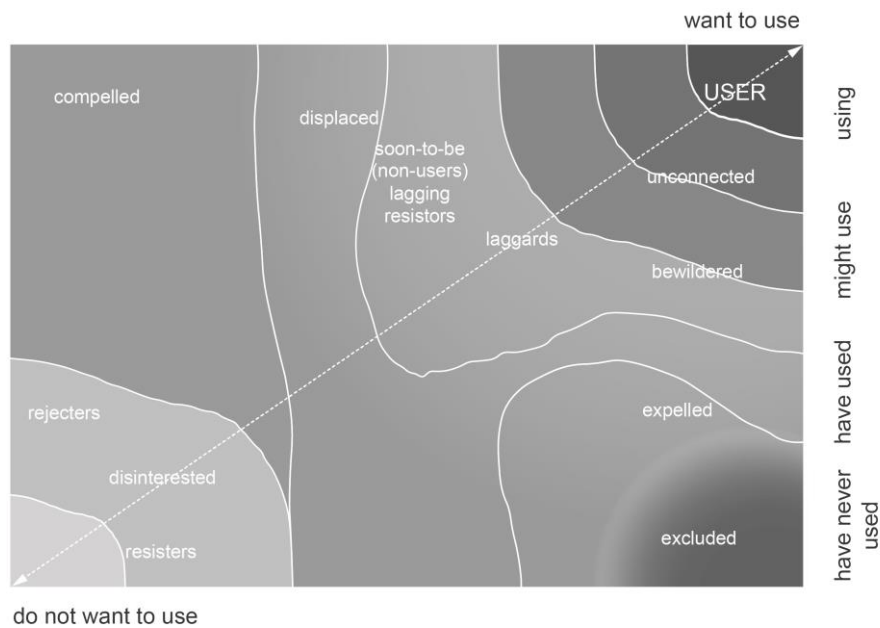 want to use
compelled
USER
using
displaced
soon-to-be
(non-users)
lagging
resistors
unconnected
laggards
might use
bewildered
rejecters
expelled
have used
disinterested
resisters
excluded
have never
used
do not want to use